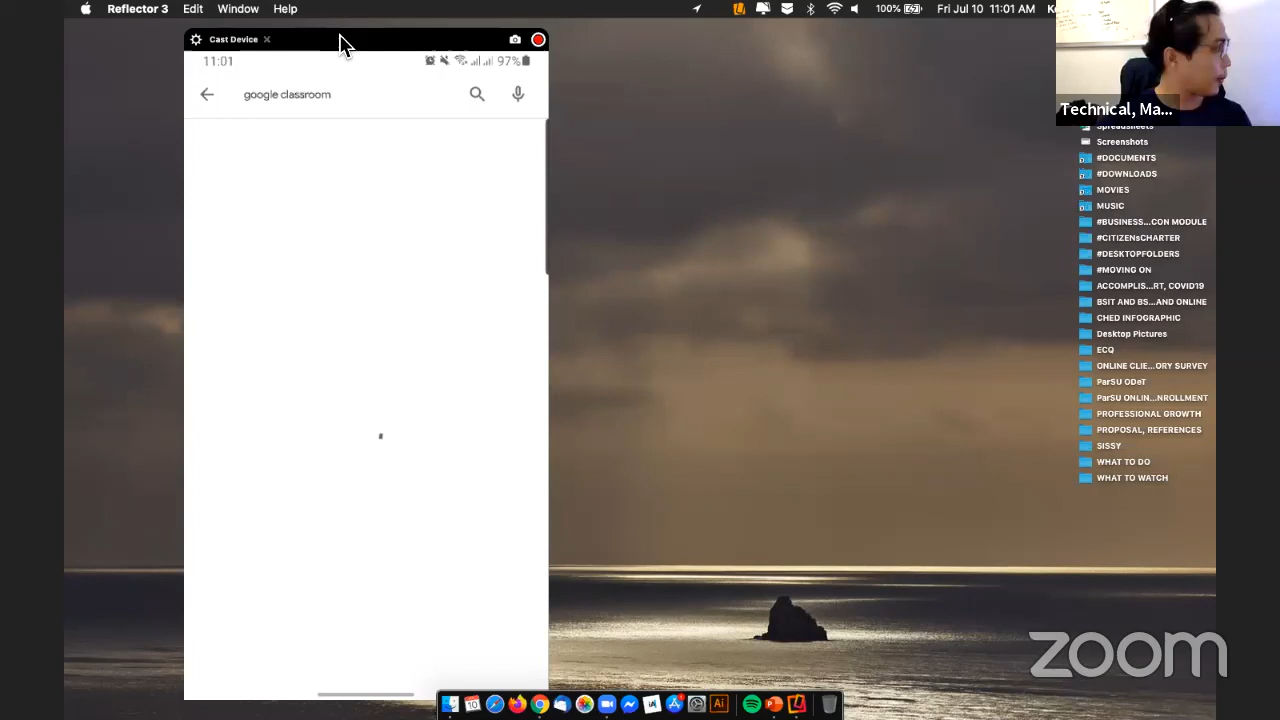 Reflector 3 Edit Window Help 100% Fri Jul 10 11:01 AM
Cast Device
11:01 97%
google classroom
Technical, Ma...
Spreadsheets
Screenshots
#DOCUMENTS
#DOWNLOADS
MOVIES
MUSIC
#BUSINESS...CON MODULE
#CITIZENsCHARTER
#DESKTOPFOLDERS
#MOVING ON
ACCOMPLIS...RT, COVID19
BSIT AND BS...AND ONLINE
CHED INFOGRAPHIC
Desktop Pictures
ECQ
ONLINE CLIE...ORY SURVEY
ParSU ODeT
ParSU ONLIN...NROLLMENT
PROFESSIONAL GROWTH
PROPOSAL, REFERENCES
SISSY
WHAT TO DO
WHAT TO WATCH
zoom
10
Ai